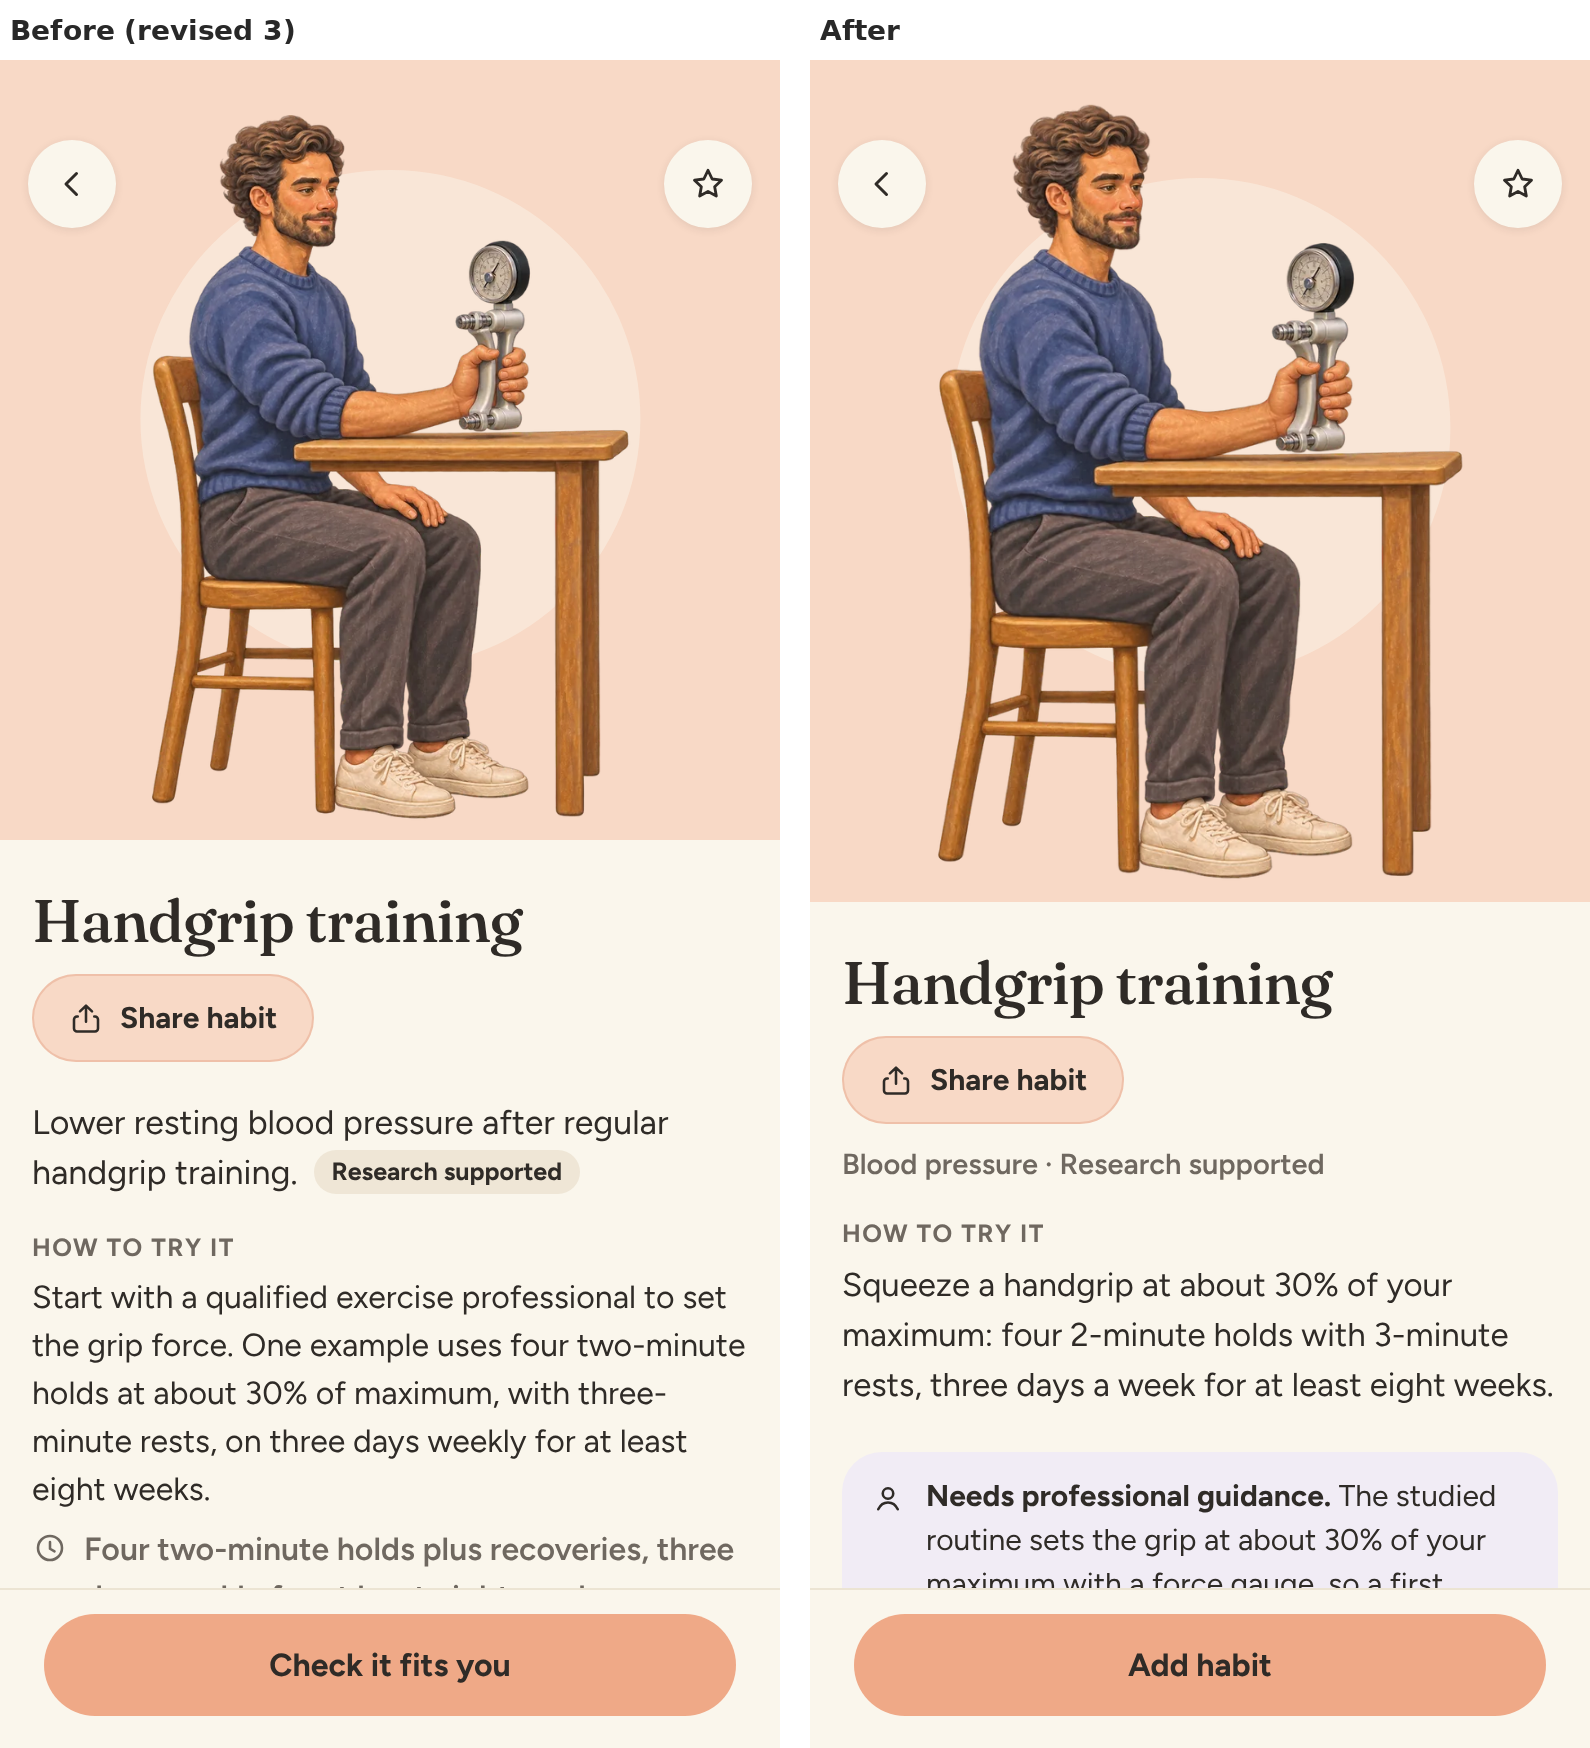 Before (revised 3)
Handgrip training
Share habit
Lower resting blood pressure after regular
handgrip training. Research supported
HOW TO TRY IT
Start with a qualified exercise professional to set
the grip force. One example uses four two-minute
holds at about 30% of maximum, with three-
minute rests, on three days weekly for at least
eight weeks.
Four two-minute holds plus recoveries, three
Check it fits you
After
Handgrip training
Share habit
Blood pressure · Research supported
HOW TO TRY IT
Squeeze a handgrip at about 30% of your
maximum: four 2-minute holds with 3-minute
rests, three days a week for at least eight weeks.
Needs professional guidance. The studied
routine sets the grip at about 30% of your
maximum with a force gauge, so a first
Add habit